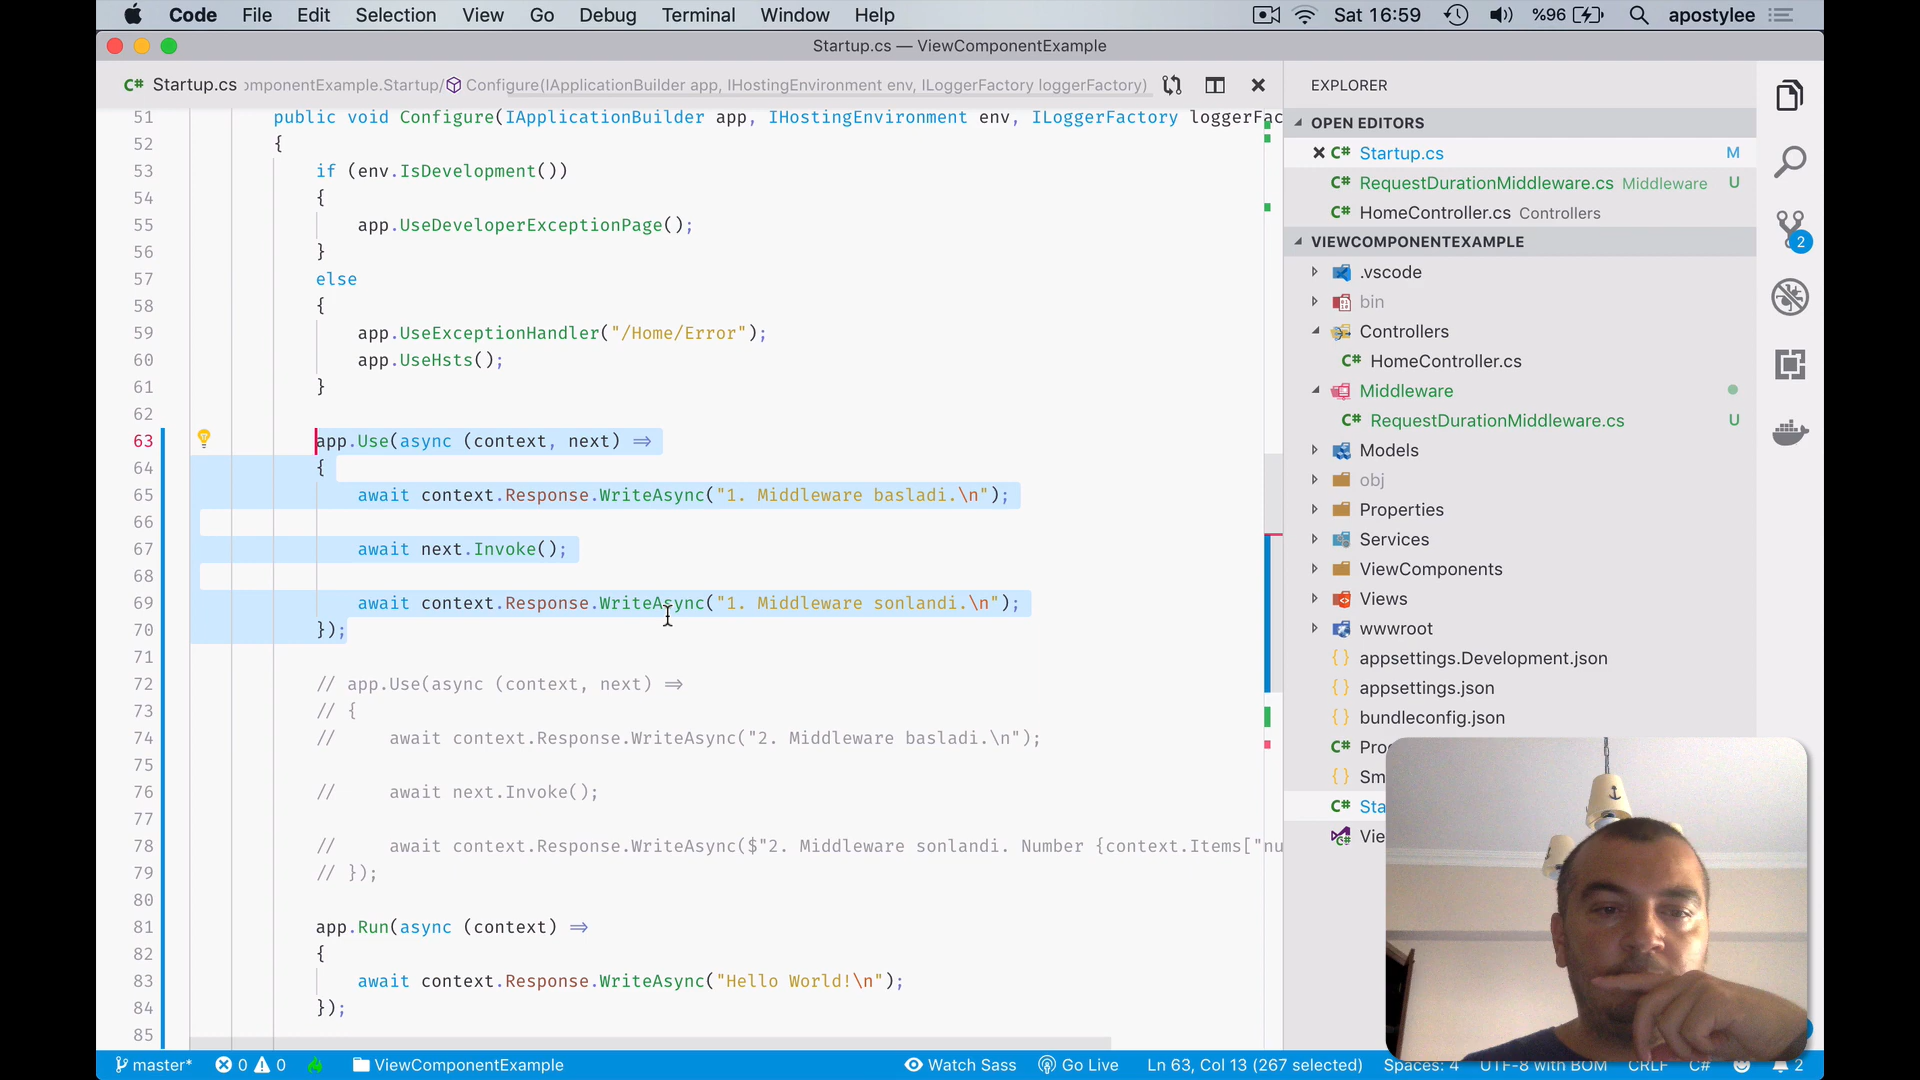 Code File Edit Selection View Go Debug Terminal Window Help Sat 16:59 %96 apostylee
Startup.cs — ViewComponentExample
C# Startup.cs omponentExample.Startup/ Configure(IApplicationBuilder app, IHostingEnvironment env, ILoggerFactory loggerFactory)
51 public void Configure(IApplicationBuilder app, IHostingEnvironment env, ILoggerFactory loggerFac
52 {
53 if (env.IsDevelopment())
54 {
55 app.UseDeveloperExceptionPage();
56 }
57 else
58 {
59 app.UseExceptionHandler("/Home/Error");
60 app.UseHsts();
61 }
62
63 app.Use(async (context, next) =>
64 {
65 await context.Response.WriteAsync("1. Middleware basladi.\n");
66
67 await next.Invoke();
68
69 await context.Response.WriteAsync("1. Middleware sonlandi.\n");
70 });
71
72 // app.Use(async (context, next) =>
73 // {
74 // await context.Response.WriteAsync("2. Middleware basladi.\n");
75
76 // await next.Invoke();
77
78 // await context.Response.WriteAsync($"2. Middleware sonlandi. Number {context.Items["nu
79 // });
80
81 app.Run(async (context) =>
82 {
83 await context.Response.WriteAsync("Hello World!\n");
84 });
85
EXPLORER
OPEN EDITORS
C# Startup.cs M
C# RequestDurationMiddleware.cs Middleware U
C# HomeController.cs Controllers
VIEWCOMPONENTEXAMPLE
.vscode
bin
Controllers
C# HomeController.cs
Middleware
C# RequestDurationMiddleware.cs U
Models
obj
Properties
Services
ViewComponents
Views
wwwroot
{} appsettings.Development.json
{} appsettings.json
{} bundleconfig.json
C# Pro
{} Sm
C# Sta
Vie
2
master* 0 0 ViewComponentExample Watch Sass Go Live Ln 63, Col 13 (267 selected) Spaces: 4 UTF-8 with BOM CRLF C# 2